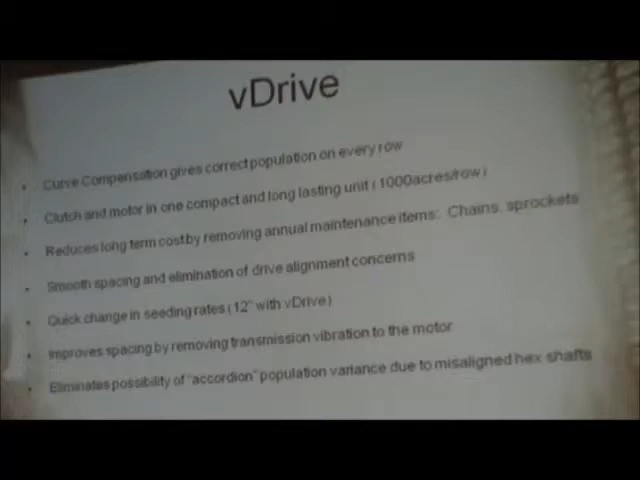 vDrive
• Curve Compensation gives correct population on every row
• Clutch and motor in one compact and long lasting unit (1000acres/row)
• Reduces long term cost by removing annual maintenance items: Chains, sprockets
• Smooth spacing and elimination of drive alignment concerns
• Quick change in seeding rates (12" with vDrive)
• Improves spacing by removing transmission vibration to the motor
• Eliminates possibility of "accordion" population variance due to misaligned hex shafts